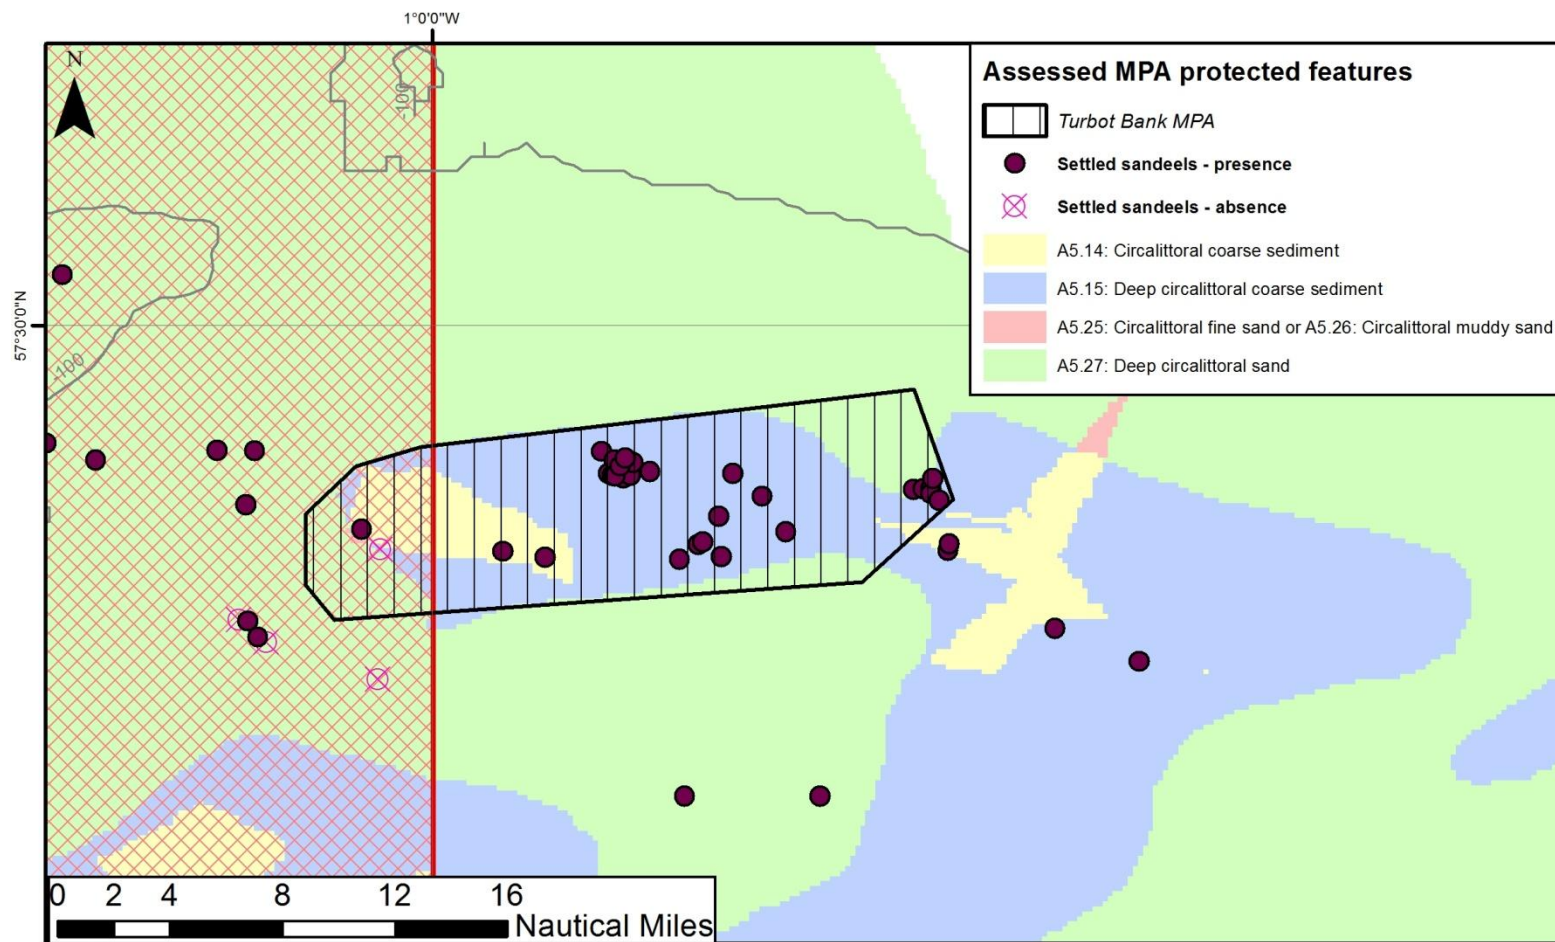 1°0'0"W
N
-100
57°30'0"N
-100
Assessed MPA protected features
Turbot Bank MPA
Settled sandeels - presence
Settled sandeels - absence
A5.14: Circalittoral coarse sediment
A5.15: Deep circalittoral coarse sediment
A5.25: Circalittoral fine sand or A5.26: Circalittoral muddy sand
A5.27: Deep circalittoral sand
0 2 4 8 12 16
Nautical Miles